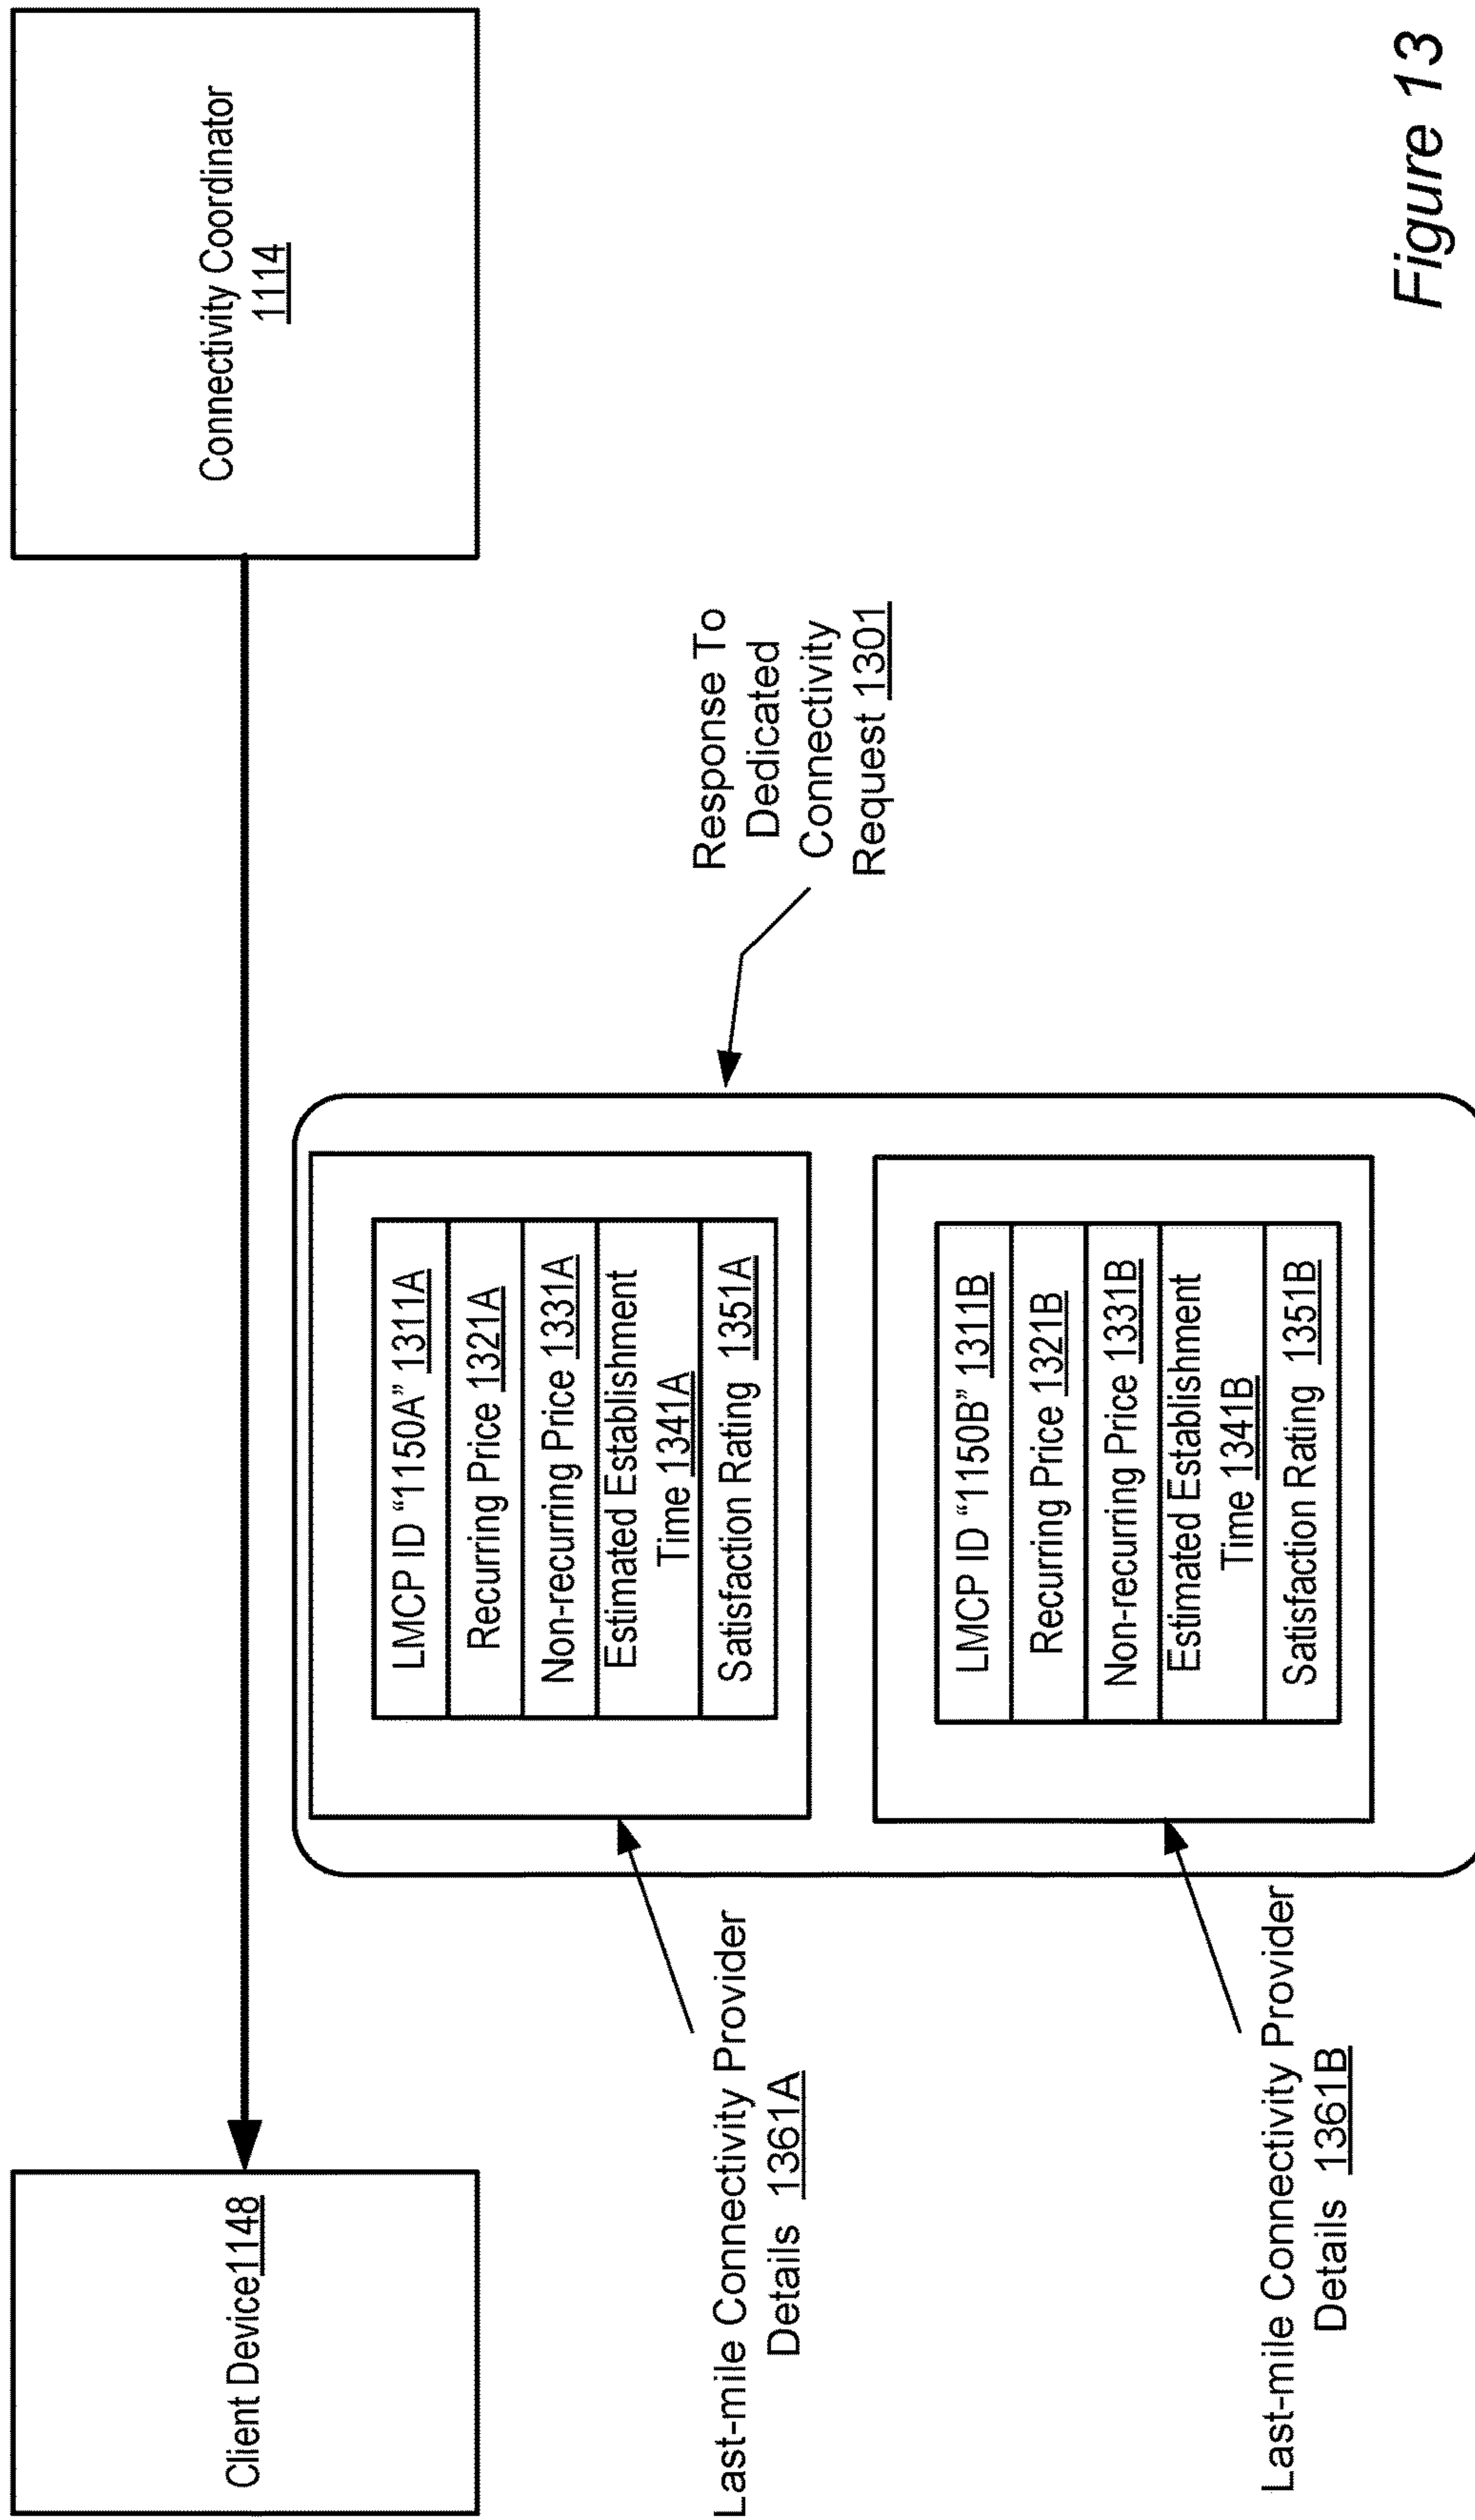 Client Device1148
Connectivity Coordinator
1114
Response To
Dedicated
Connectivity
Request 1301
Last-mile Connectivity Provider
Details 1361A
LMCP ID “1150A” 1311A
Recurring Price 1321A
Non-recurring Price 1331A
Estimated Establishment
Time 1341A
Satisfaction Rating 1351A
Last-mile Connectivity Provider
Details 1361B
LMCP ID “1150B” 1311B
Recurring Price 1321B
Non-recurring Price 1331B
Estimated Establishment
Time 1341B
Satisfaction Rating 1351B
Figure 13